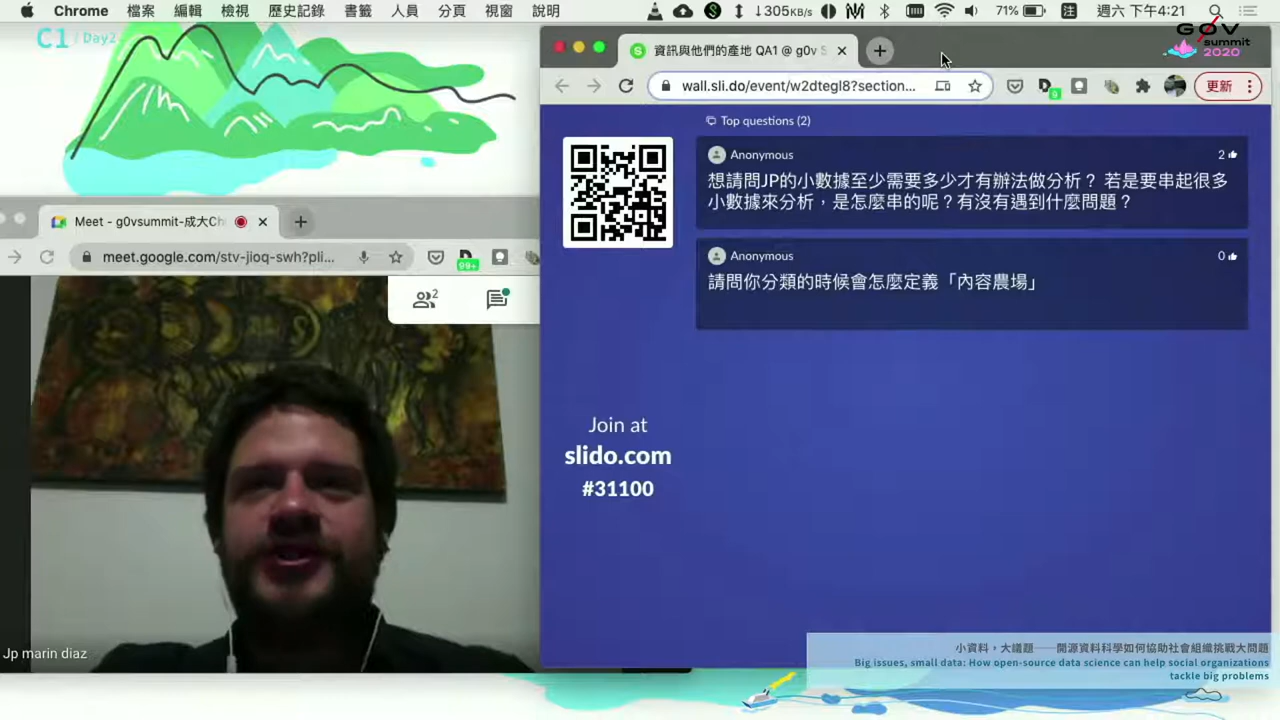 Chrome 檔案 編輯 檢視 歷史記錄 書籤 人員 分頁 視窗 說明 ↓305KB/s 71% 注 週六 下午4:21
C1 / Day2
G0V
summit
2020
資訊與他們的產地 QA1 @ g0v S
wall.sli.do/event/w2dtegl8?section...
9
更新
Top questions (2)
Anonymous
2
想請問JP的小數據至少需要多少才有辦法做分析？ 若是要串起很多
小數據來分析，是怎麼串的呢？有沒有遇到什麼問題？
Anonymous
0
請問你分類的時候會怎麼定義「內容農場」
Join at
slido.com
#31100
Meet - g0vsummit-成大Ch
meet.google.com/stv-jioq-swh?pli...
99+
2
Jp marin diaz
小資料，大議題——開源資料科學如何協助社會組織挑戰大問題
Big issues, small data: How open-source data science can help social organizations
tackle big problems